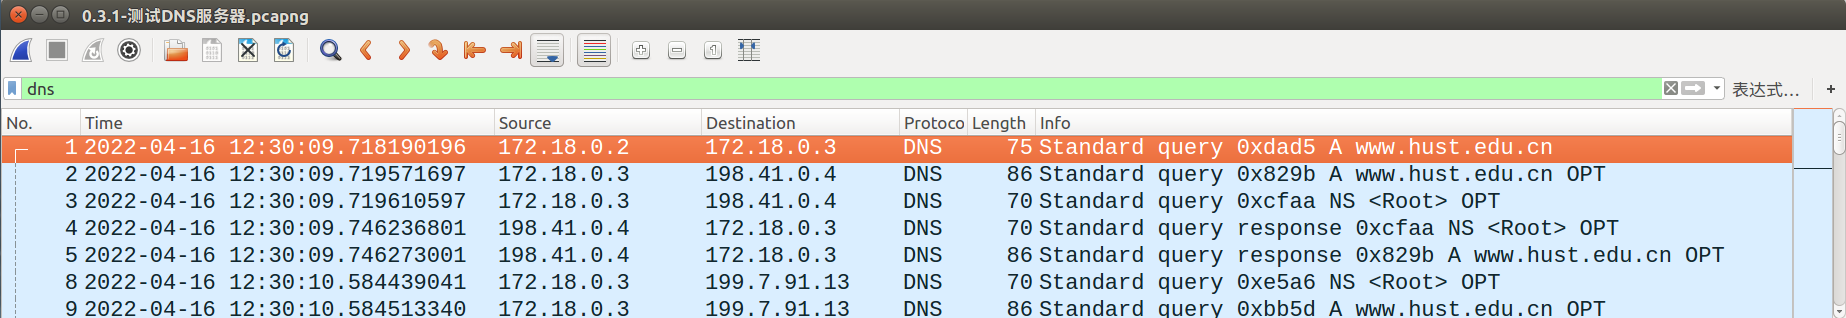 0.3.1-测试DNS服务器.pcapng
dns 表达式… +
No. Time Source Destination Protoco Length Info
1 2022-04-16 12:30:09.718190196 172.18.0.2 172.18.0.3 DNS 75 Standard query 0xdad5 A www.hust.edu.cn
2 2022-04-16 12:30:09.719571697 172.18.0.3 198.41.0.4 DNS 86 Standard query 0x829b A www.hust.edu.cn OPT
3 2022-04-16 12:30:09.719610597 172.18.0.3 198.41.0.4 DNS 70 Standard query 0xcfaa NS <Root> OPT
4 2022-04-16 12:30:09.746236801 198.41.0.4 172.18.0.3 DNS 70 Standard query response 0xcfaa NS <Root> OPT
5 2022-04-16 12:30:09.746273001 198.41.0.4 172.18.0.3 DNS 86 Standard query response 0x829b A www.hust.edu.cn OPT
8 2022-04-16 12:30:10.584439041 172.18.0.3 199.7.91.13 DNS 70 Standard query 0xe5a6 NS <Root> OPT
9 2022-04-16 12:30:10.584513340 172.18.0.3 199.7.91.13 DNS 86 Standard query 0xbb5d A www.hust.edu.cn OPT